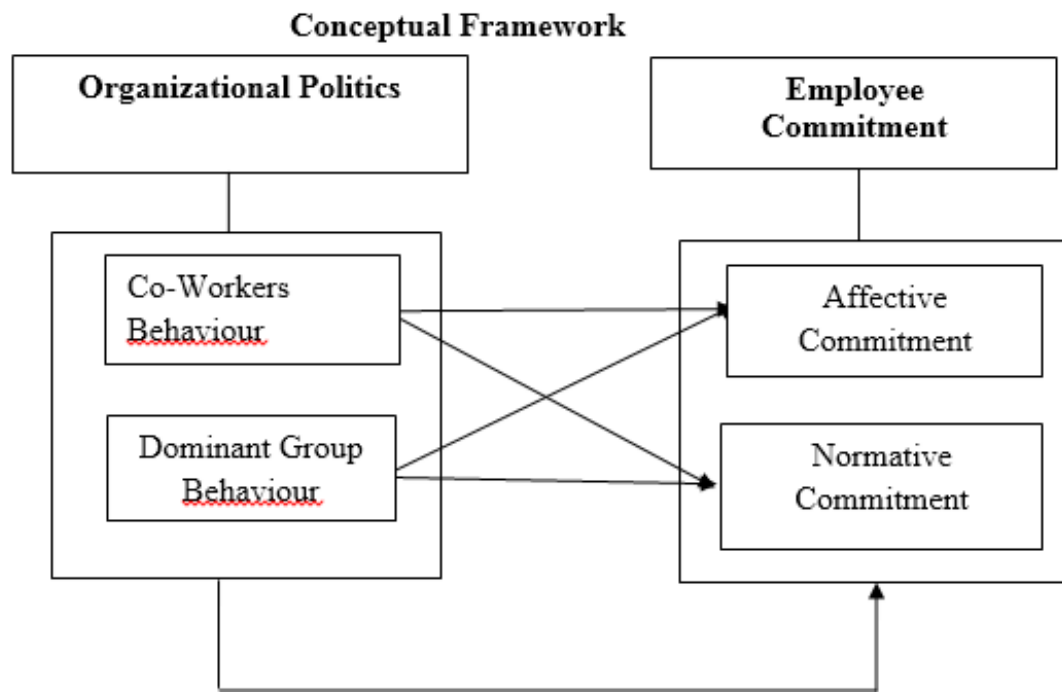 Conceptual Framework
Organizational Politics
Employee
Commitment
Co-Workers
Behaviour
Dominant Group
Behaviour
Affective
Commitment
Normative
Commitment